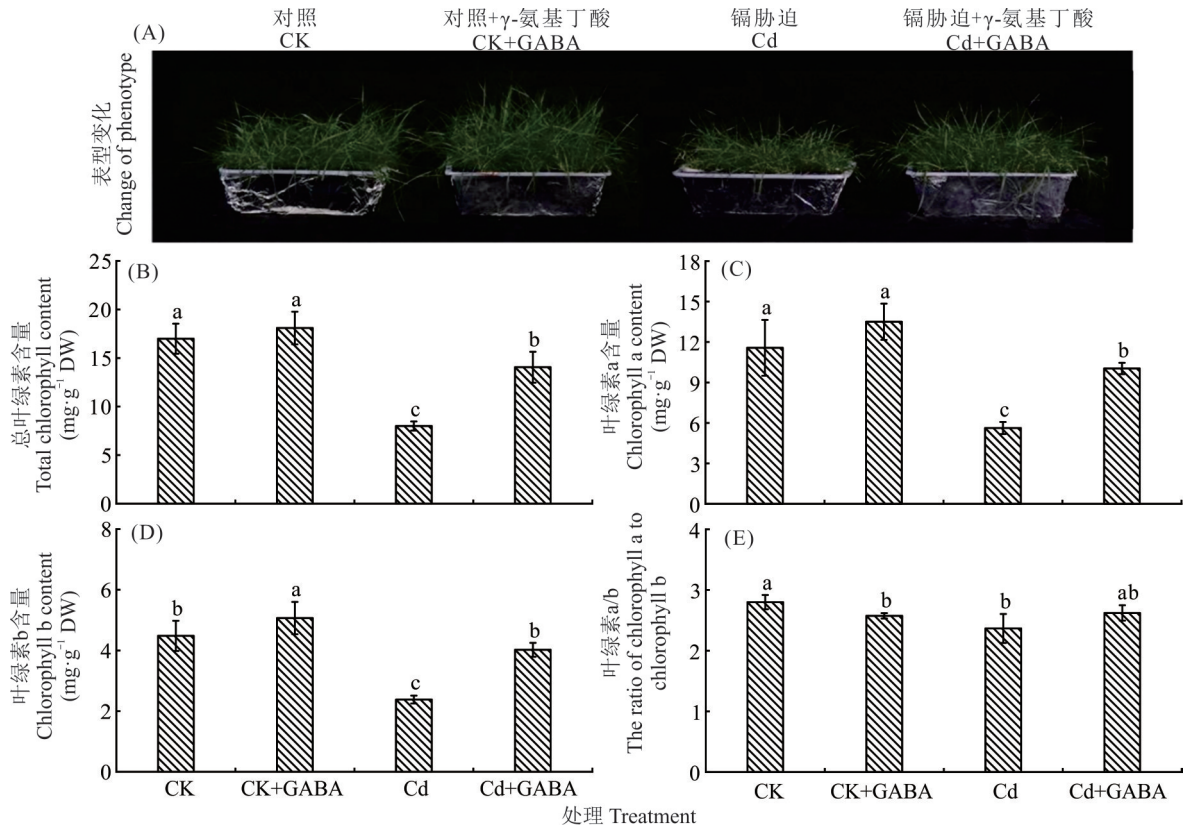 (A)
对照 对照+γ-氨基丁酸 镉胁迫 镉胁迫+γ-氨基丁酸
CK CK+GABA Cd Cd+GABA
表型变化
Change of phenotype
(B)
总叶绿素含量
Total chlorophyll content
(mg·g⁻¹ DW)
25
20
15
10
5
0
a
a
c
b
(C)
叶绿素a含量
Chlorophyll a content
(mg·g⁻¹ DW)
18
15
12
9
6
3
0
a
a
c
b
(D)
叶绿素b含量
Chlorophyll b content
(mg·g⁻¹ DW)
8
6
4
2
0
b
a
c
b
CK CK+GABA Cd Cd+GABA
(E)
叶绿素a/b
The ratio of chlorophyll a to
chlorophyll b
4
3
2
1
0
a
b
b
ab
CK CK+GABA Cd Cd+GABA
处理 Treatment